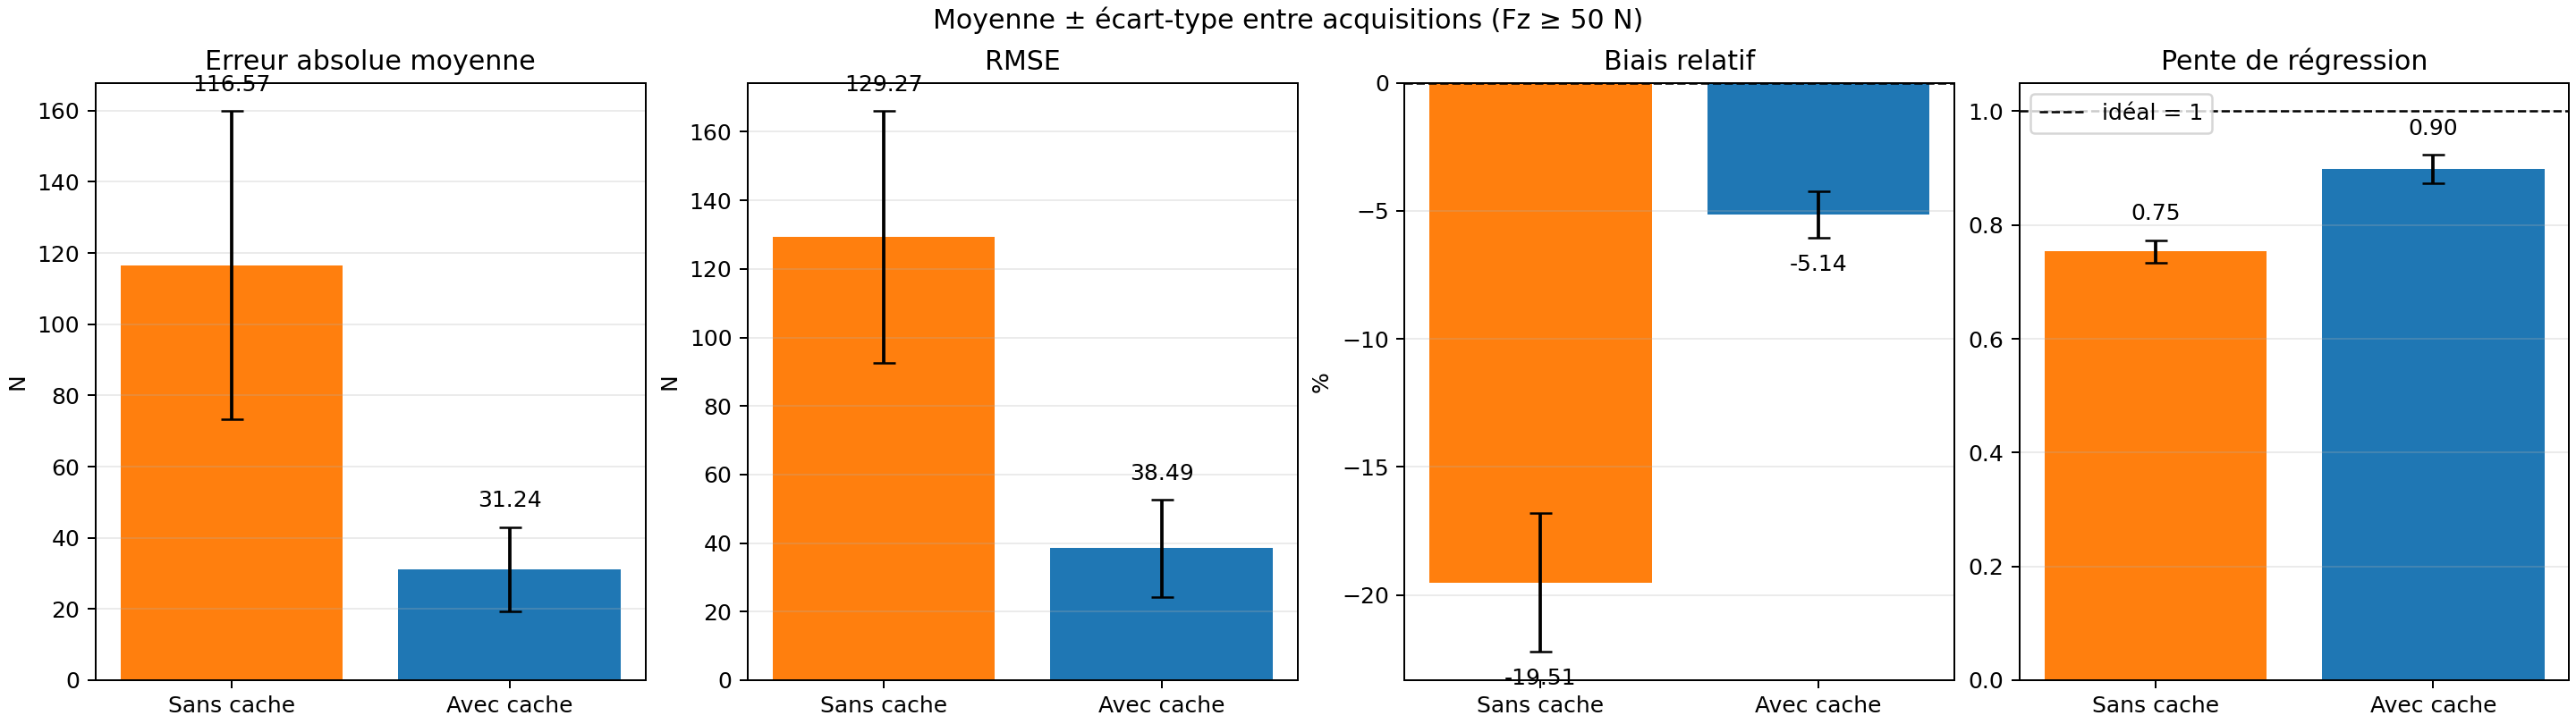 Moyenne ± écart-type entre acquisitions (Fz ≥ 50 N)
Erreur absolue moyenne
N
160
140
120
100
80
60
40
20
0
116.57
31.24
Sans cache
Avec cache
RMSE
N
160
140
120
100
80
60
40
20
0
129.27
38.49
Sans cache
Avec cache
Biais relatif
%
0
−5
−10
−15
−20
-19.51
-5.14
Sans cache
Avec cache
Pente de régression
1.0
0.8
0.6
0.4
0.2
0.0
idéal = 1
0.75
0.90
Sans cache
Avec cache